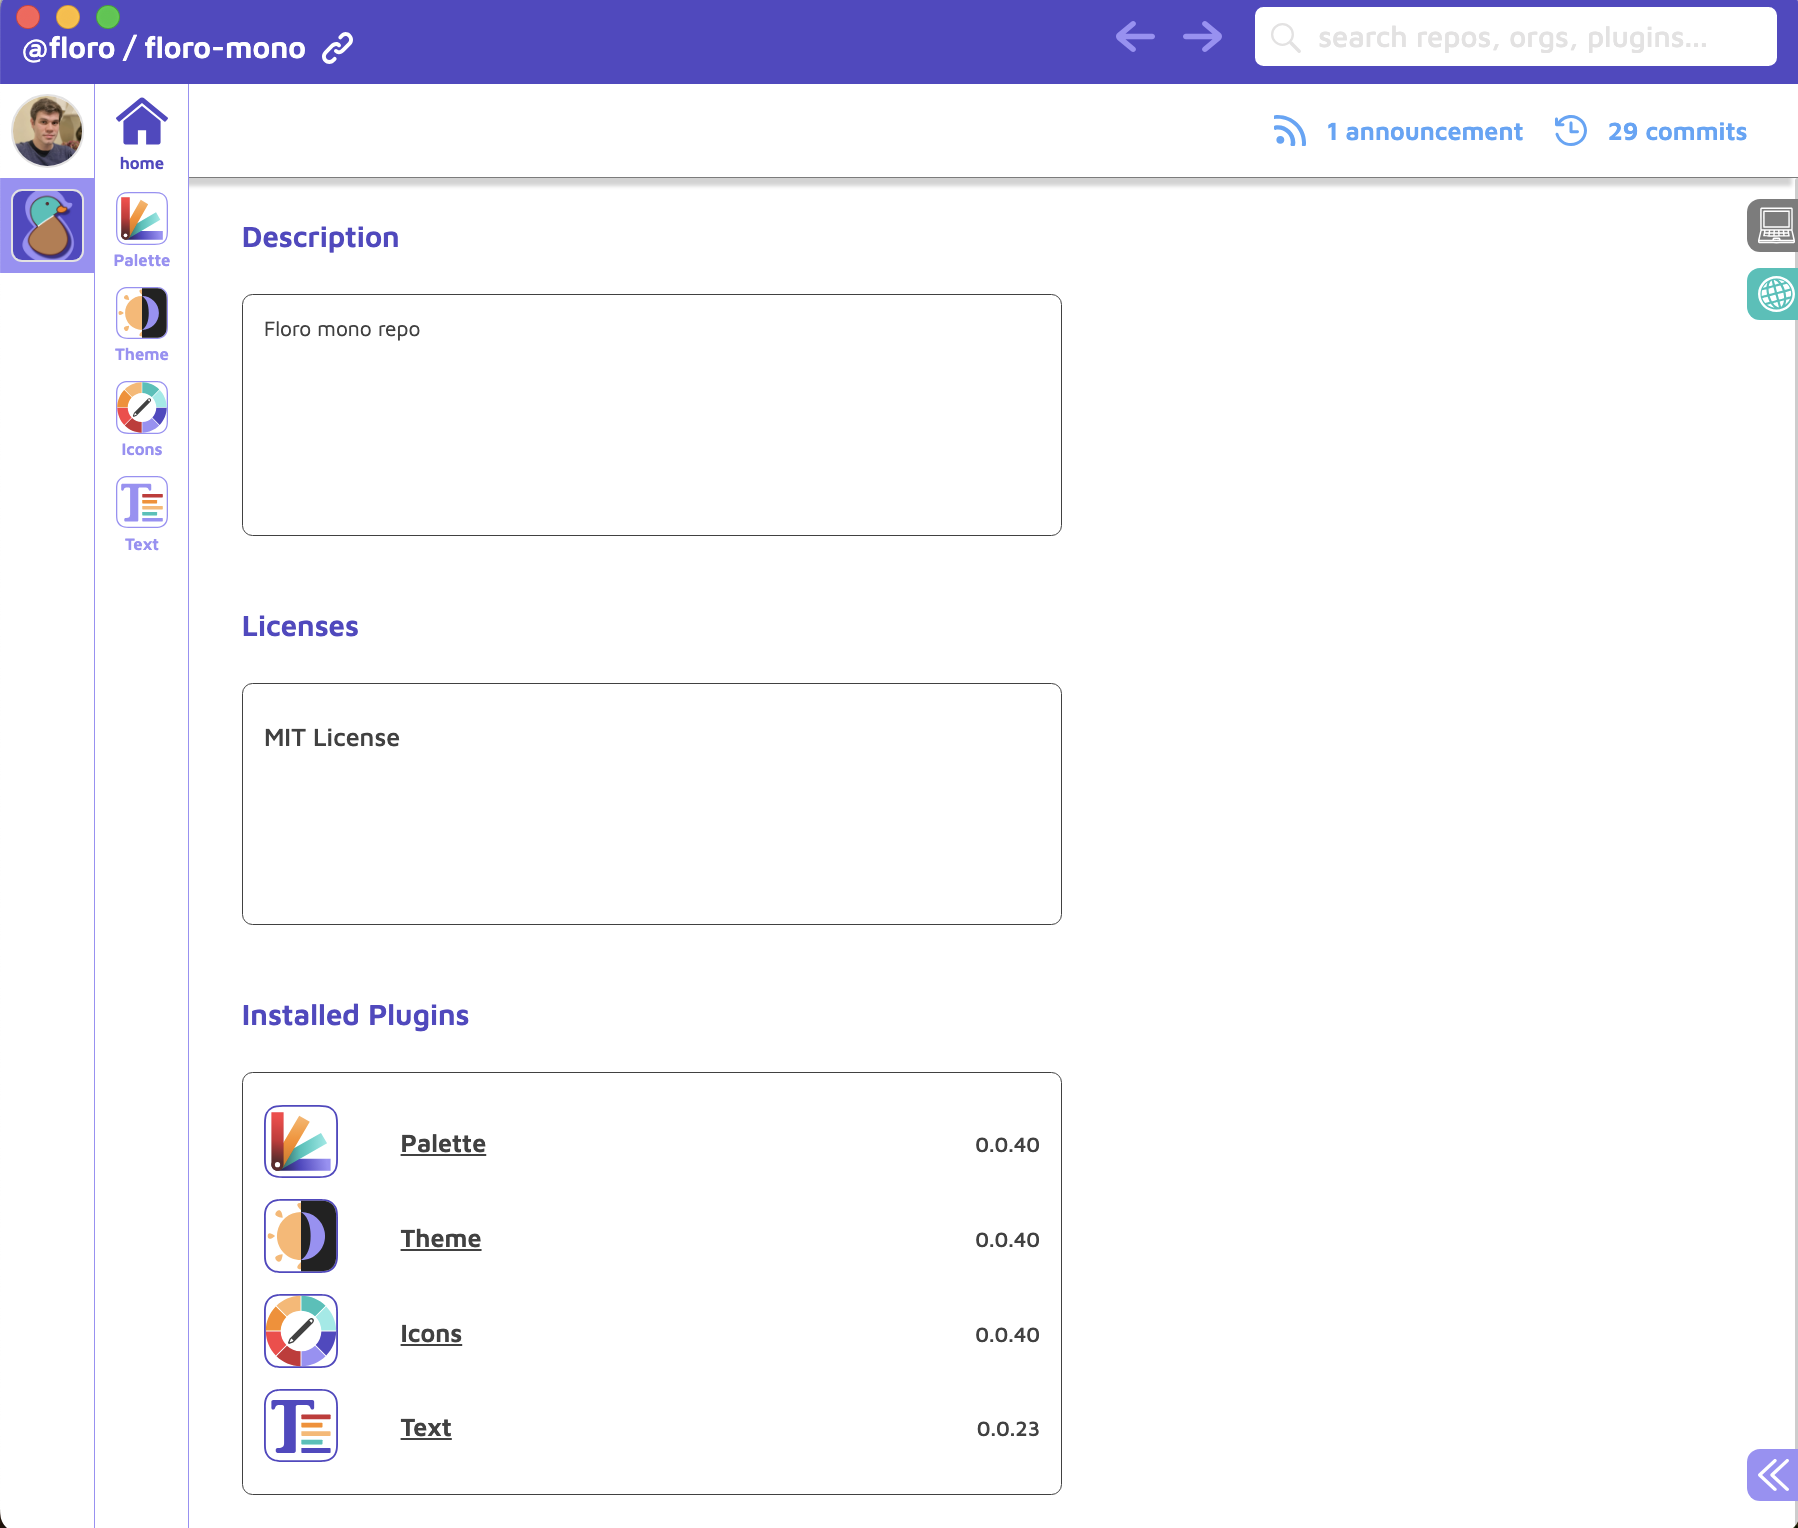 @floro / floro-mono
search repos, orgs, plugins...
1 announcement
29 commits
home
Palette
Theme
Icons
Text
Description
Floro mono repo
Licenses
MIT License
Installed Plugins
Palette 0.0.40
Theme 0.0.40
Icons 0.0.40
Text 0.0.23